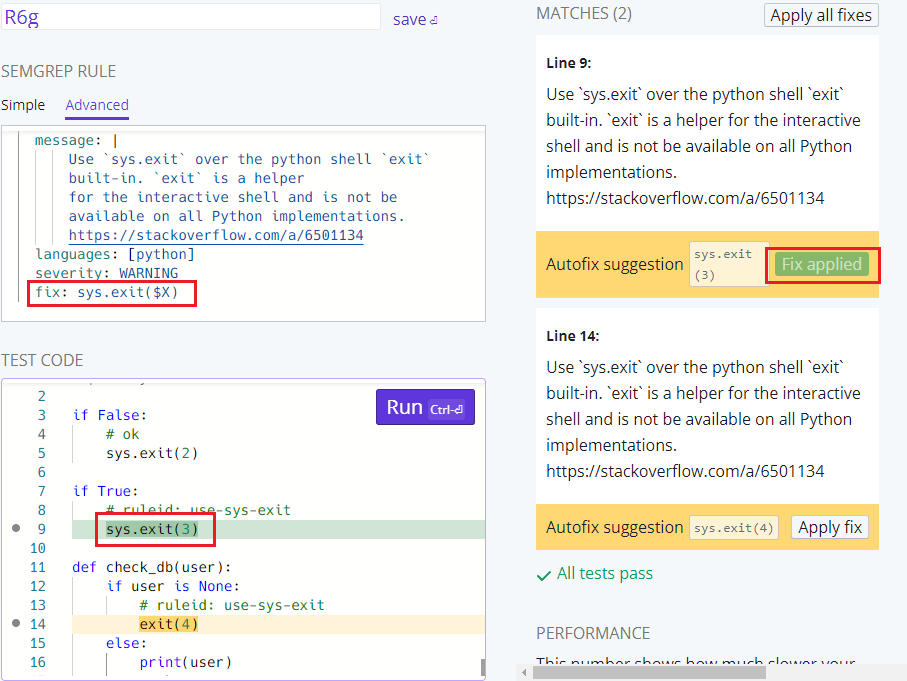 R6g
save ⏎
SEMGREP RULE
Simple Advanced
message: |
Use `sys.exit` over the python shell `exit`
built-in. `exit` is a helper
for the interactive shell and is not be
available on all Python implementations.
https://stackoverflow.com/a/6501134
languages: [python]
severity: WARNING
fix: sys.exit($X)
TEST CODE
Run Ctrl-⏎
2
3 if False:
4 # ok
5 sys.exit(2)
6
7 if True:
8 # ruleid: use-sys-exit
9 sys.exit(3)
10
11 def check_db(user):
12 if user is None:
13 # ruleid: use-sys-exit
14 exit(4)
15 else:
16 print(user)
MATCHES (2)
Apply all fixes
Line 9:
Use `sys.exit` over the python shell `exit`
built-in. `exit` is a helper for the interactive
shell and is not be available on all Python
implementations.
https://stackoverflow.com/a/6501134
Autofix suggestion sys.exit
(3)
Fix applied
Line 14:
Use `sys.exit` over the python shell `exit`
built-in. `exit` is a helper for the interactive
shell and is not be available on all Python
implementations.
https://stackoverflow.com/a/6501134
Autofix suggestion sys.exit(4) Apply fix
All tests pass
PERFORMANCE
This number shows how much slower your